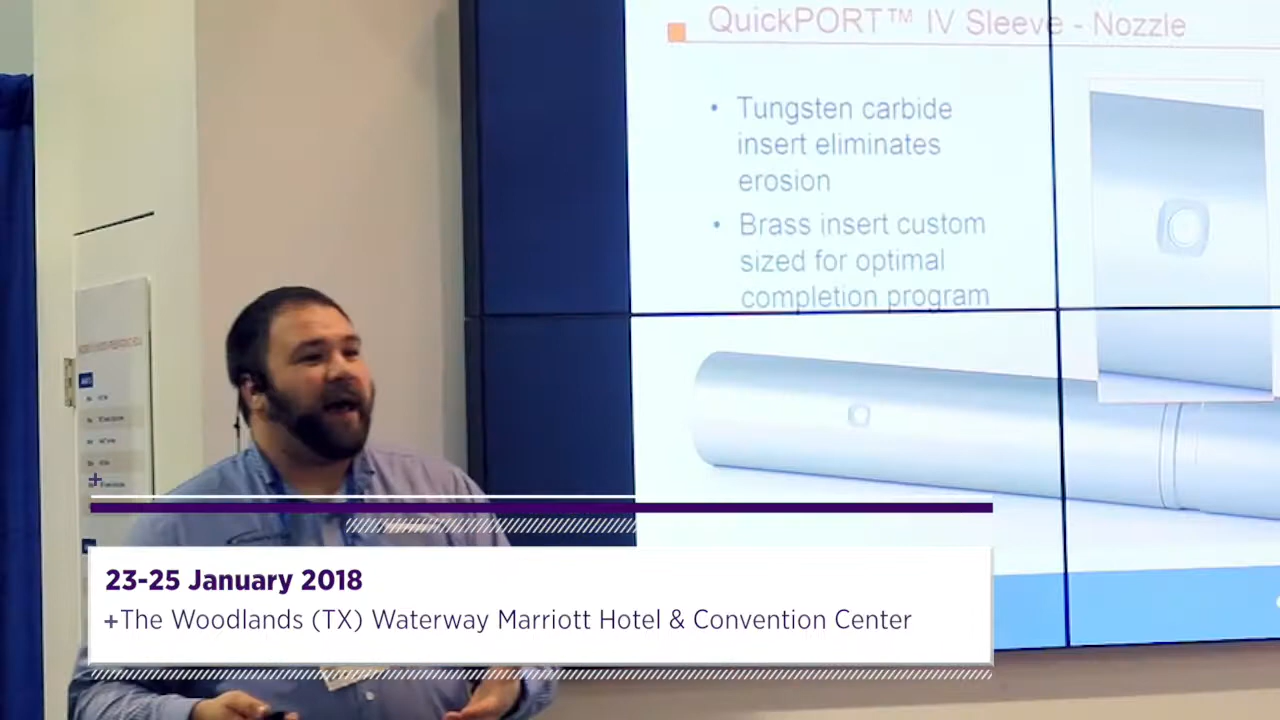 QuickPORT™ IV Sleeve - Nozzle
• Tungsten carbide
insert eliminates
erosion
• Brass insert custom
sized for optimal
completion program
23-25 January 2018
+The Woodlands (TX) Waterway Marriott Hotel & Convention Center